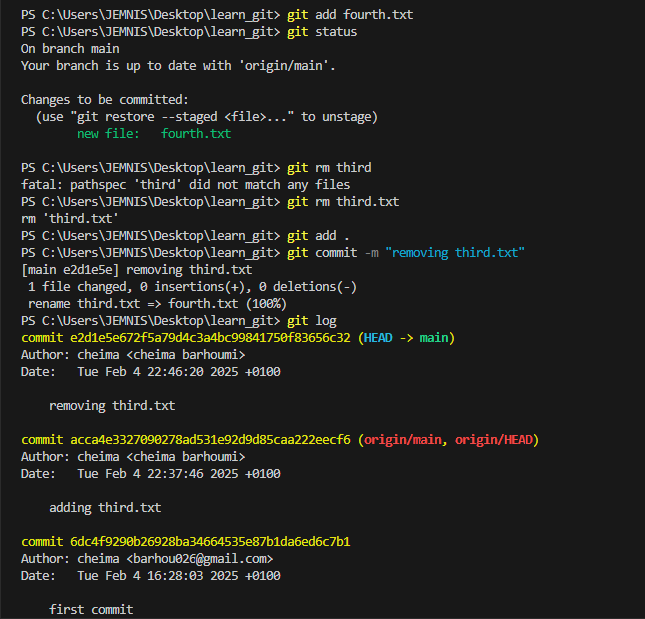 PS C:\Users\JEMNIS\Desktop\learn_git> git add fourth.txt
PS C:\Users\JEMNIS\Desktop\learn_git> git status
On branch main
Your branch is up to date with 'origin/main'.
Changes to be committed:
(use "git restore --staged <file>..." to unstage)
new file: fourth.txt
PS C:\Users\JEMNIS\Desktop\learn_git> git rm third
fatal: pathspec 'third' did not match any files
PS C:\Users\JEMNIS\Desktop\learn_git> git rm third.txt
rm 'third.txt'
PS C:\Users\JEMNIS\Desktop\learn_git> git add .
PS C:\Users\JEMNIS\Desktop\learn_git> git commit -m "removing third.txt"
[main e2d1e5e] removing third.txt
1 file changed, 0 insertions(+), 0 deletions(-)
rename third.txt => fourth.txt (100%)
PS C:\Users\JEMNIS\Desktop\learn_git> git log
commit e2d1e5e672f5a79d4c3a4bc99841750f83656c32 (HEAD -> main)
Author: cheima <cheima barhoumi>
Date: Tue Feb 4 22:46:20 2025 +0100
removing third.txt
commit acca4e3327090278ad531e92d9d85caa222eecf6 (origin/main, origin/HEAD)
Author: cheima <cheima barhoumi>
Date: Tue Feb 4 22:37:46 2025 +0100
adding third.txt
commit 6dc4f9290b26928ba34664535e87b1da6ed6c7b1
Author: cheima <barhou026@gmail.com>
Date: Tue Feb 4 16:28:03 2025 +0100
first commit